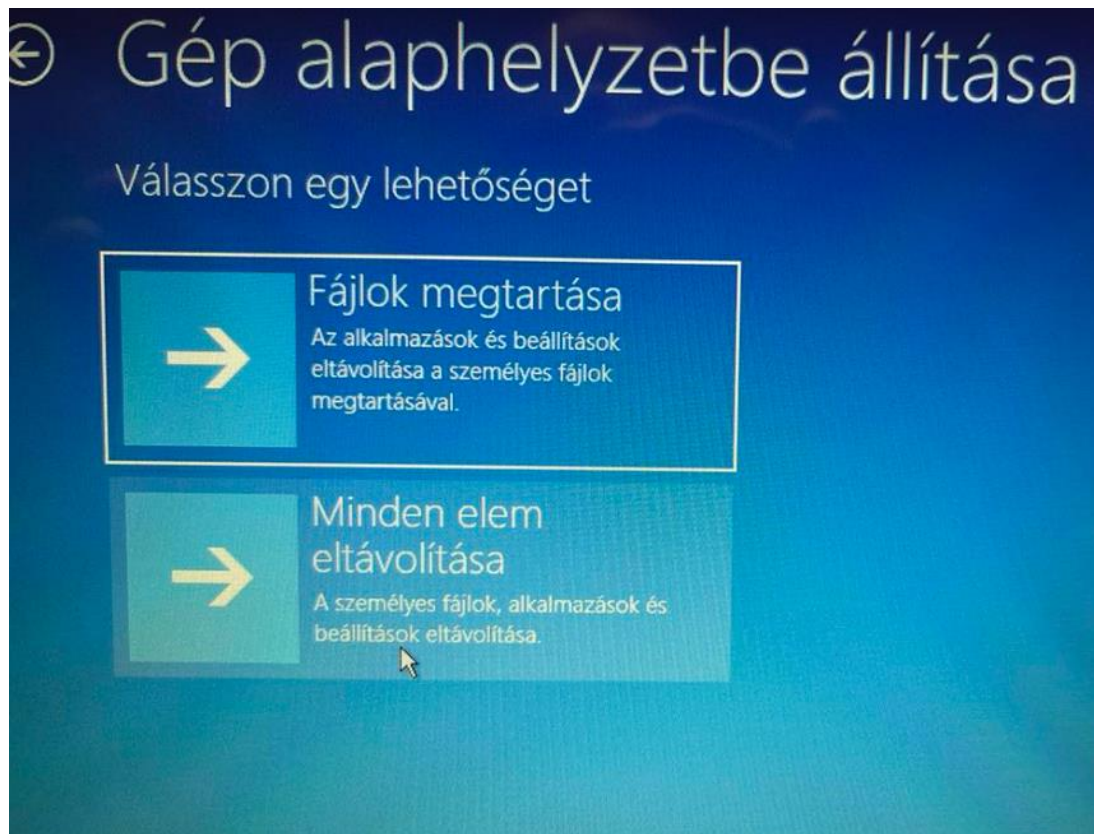 Gép alaphelyzetbe állítása
Válasszon egy lehetőséget
Fájlok megtartása
Az alkalmazások és beállítások
eltávolítása a személyes fájlok
megtartásával.
Minden elem
eltávolítása
A személyes fájlok, alkalmazások és
beállítások eltávolítása.